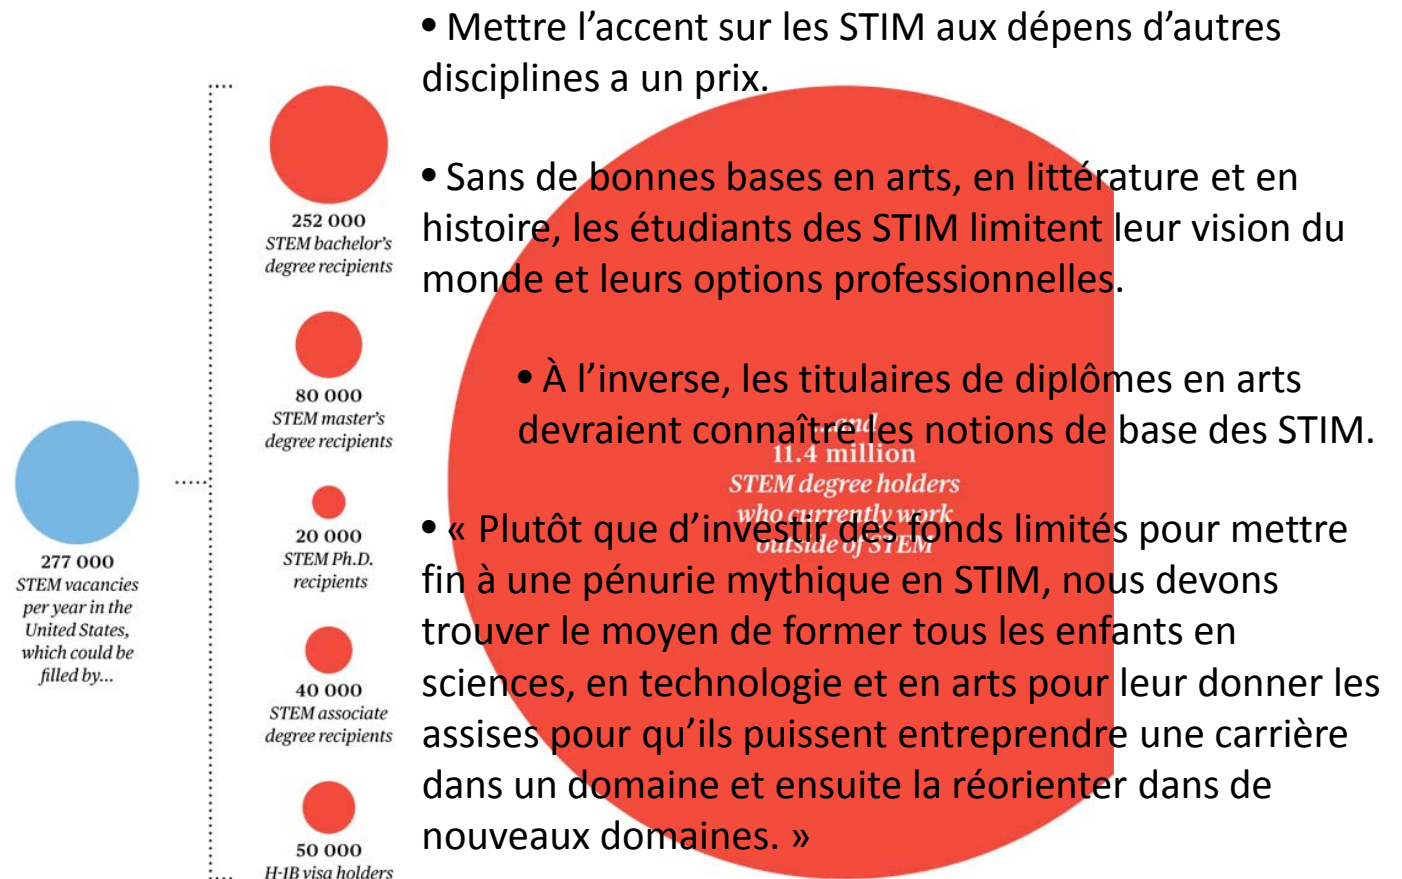 • Mettre l’accent sur les STIM aux dépens d’autres
disciplines a un prix.
• Sans de bonnes bases en arts, en littérature et en
histoire, les étudiants des STIM limitent leur vision du
monde et leurs options professionnelles.
• À l’inverse, les titulaires de diplômes en arts
devraient connaître les notions de base des STIM.
• « Plutôt que d’investir des fonds limités pour mettre
fin à une pénurie mythique en STIM, nous devons
trouver le moyen de former tous les enfants en
sciences, en technologie et en arts pour leur donner les
assises pour qu’ils puissent entreprendre une carrière
dans un domaine et ensuite la réorienter dans de
nouveaux domaines. »
277 000
STEM vacancies
per year in the
United States,
which could be
filled by...
252 000
STEM bachelor’s
degree recipients
80 000
STEM master’s
degree recipients
20 000
STEM Ph.D.
recipients
40 000
STEM associate
degree recipients
50 000
H-1B visa holders
...and
11.4 million
STEM degree holders
who currently work
outside of STEM